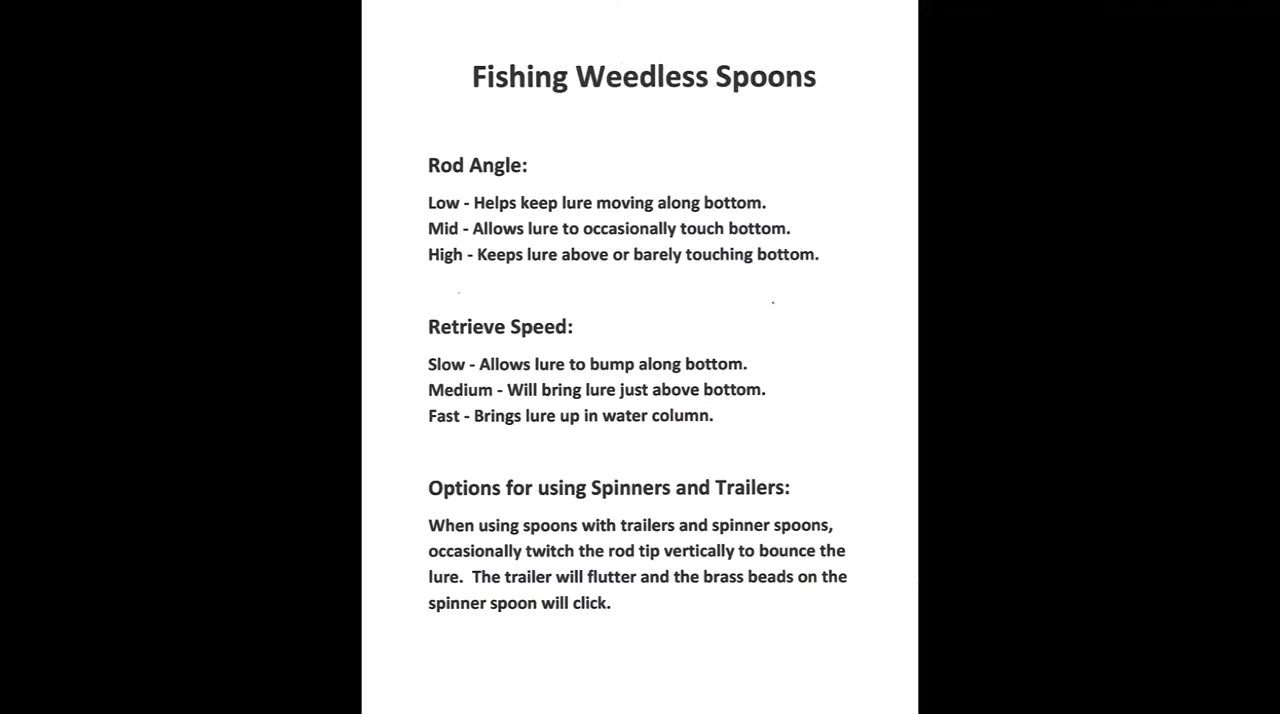 Fishing Weedless Spoons
Rod Angle:
Low - Helps keep lure moving along bottom.
Mid - Allows lure to occasionally touch bottom.
High - Keeps lure above or barely touching bottom.
Retrieve Speed:
Slow - Allows lure to bump along bottom.
Medium - Will bring lure just above bottom.
Fast - Brings lure up in water column.
Options for using Spinners and Trailers:
When using spoons with trailers and spinner spoons,
occasionally twitch the rod tip vertically to bounce the
lure.  The trailer will flutter and the brass beads on the
spinner spoon will click.